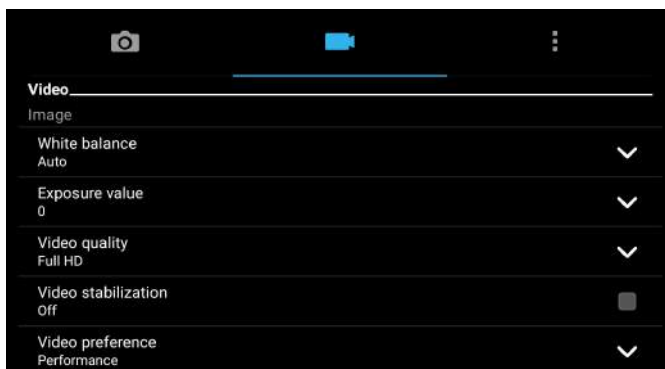 Video
Image
White balance
Auto
Exposure value
0
Video quality
Full HD
Video stabilization
Off
Video preference
Performance